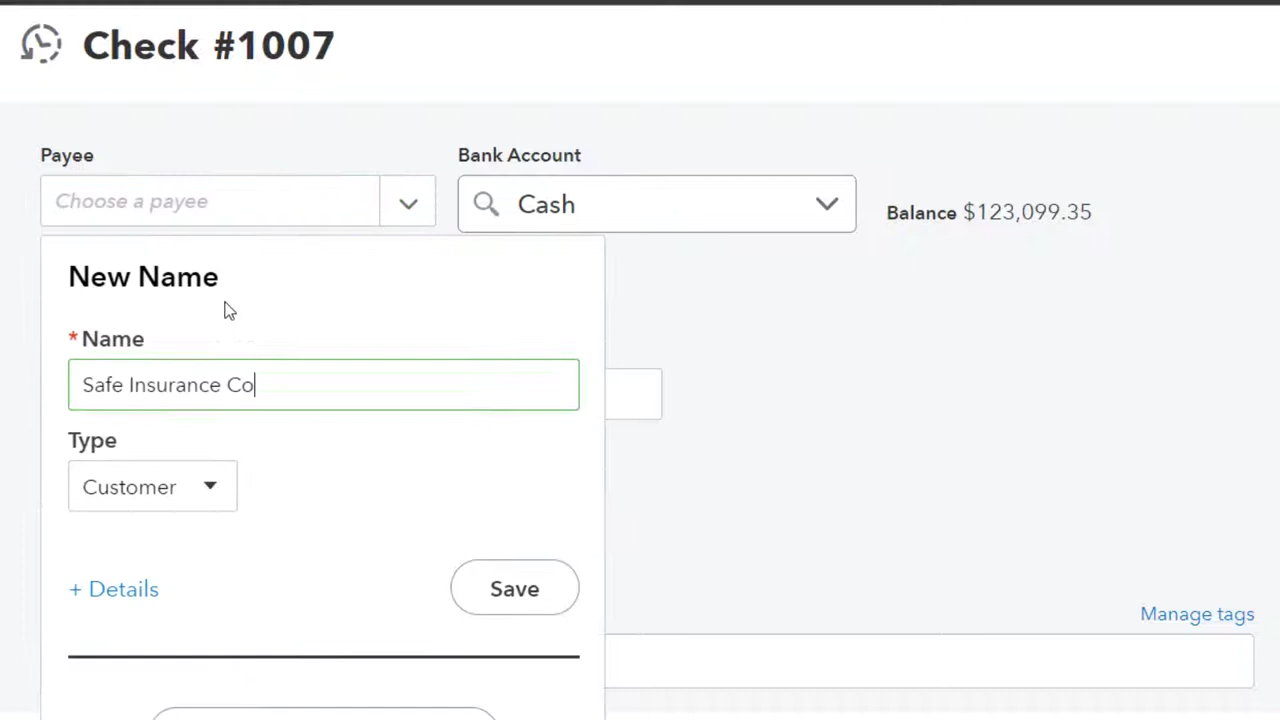 Check #1007
Payee
Bank Account
Choose a payee
Cash
Balance $123,099.35
New Name
* Name
Safe Insurance Co
Type
Customer
+ Details
Save
Manage tags